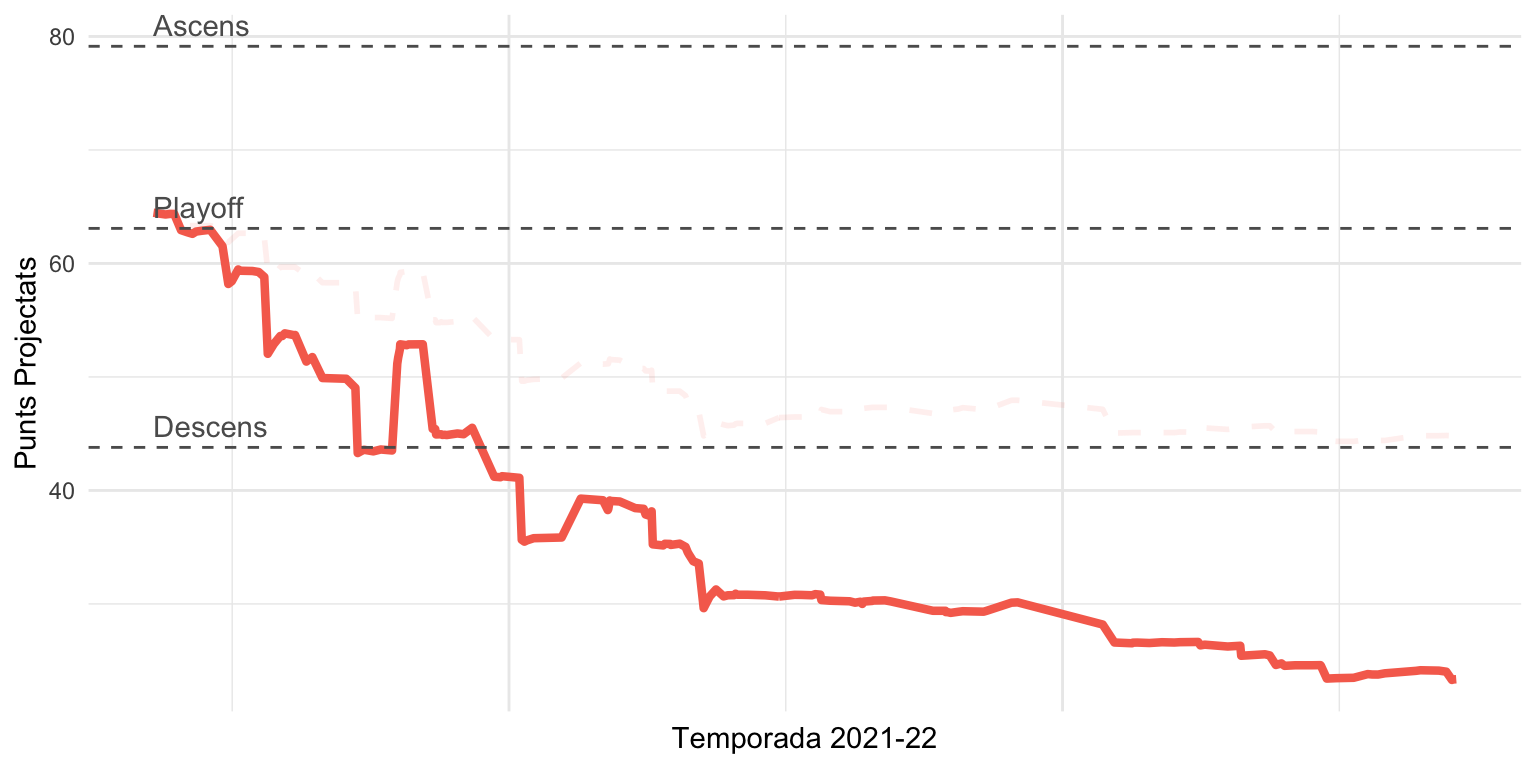 Ascens
80
Playoff
60
Descens
40
Punts Projectats
Temporada 2021-22